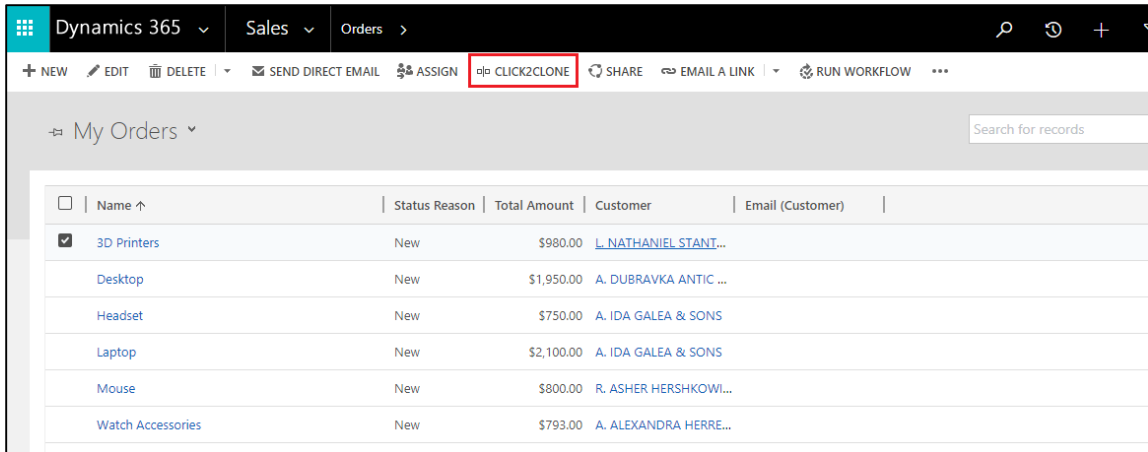 Dynamics 365 Sales Orders
NEW EDIT DELETE SEND DIRECT EMAIL ASSIGN CLICK2CLONE SHARE EMAIL A LINK RUN WORKFLOW •••
My Orders Search for records
Name ↑ Status Reason Total Amount Customer Email (Customer)
3D Printers New $980.00 L. NATHANIEL STANT...
Desktop New $1,950.00 A. DUBRAVKA ANTIC ...
Headset New $750.00 A. IDA GALEA & SONS
Laptop New $2,100.00 A. IDA GALEA & SONS
Mouse New $800.00 R. ASHER HERSHKOWI...
Watch Accessories New $793.00 A. ALEXANDRA HERRE...